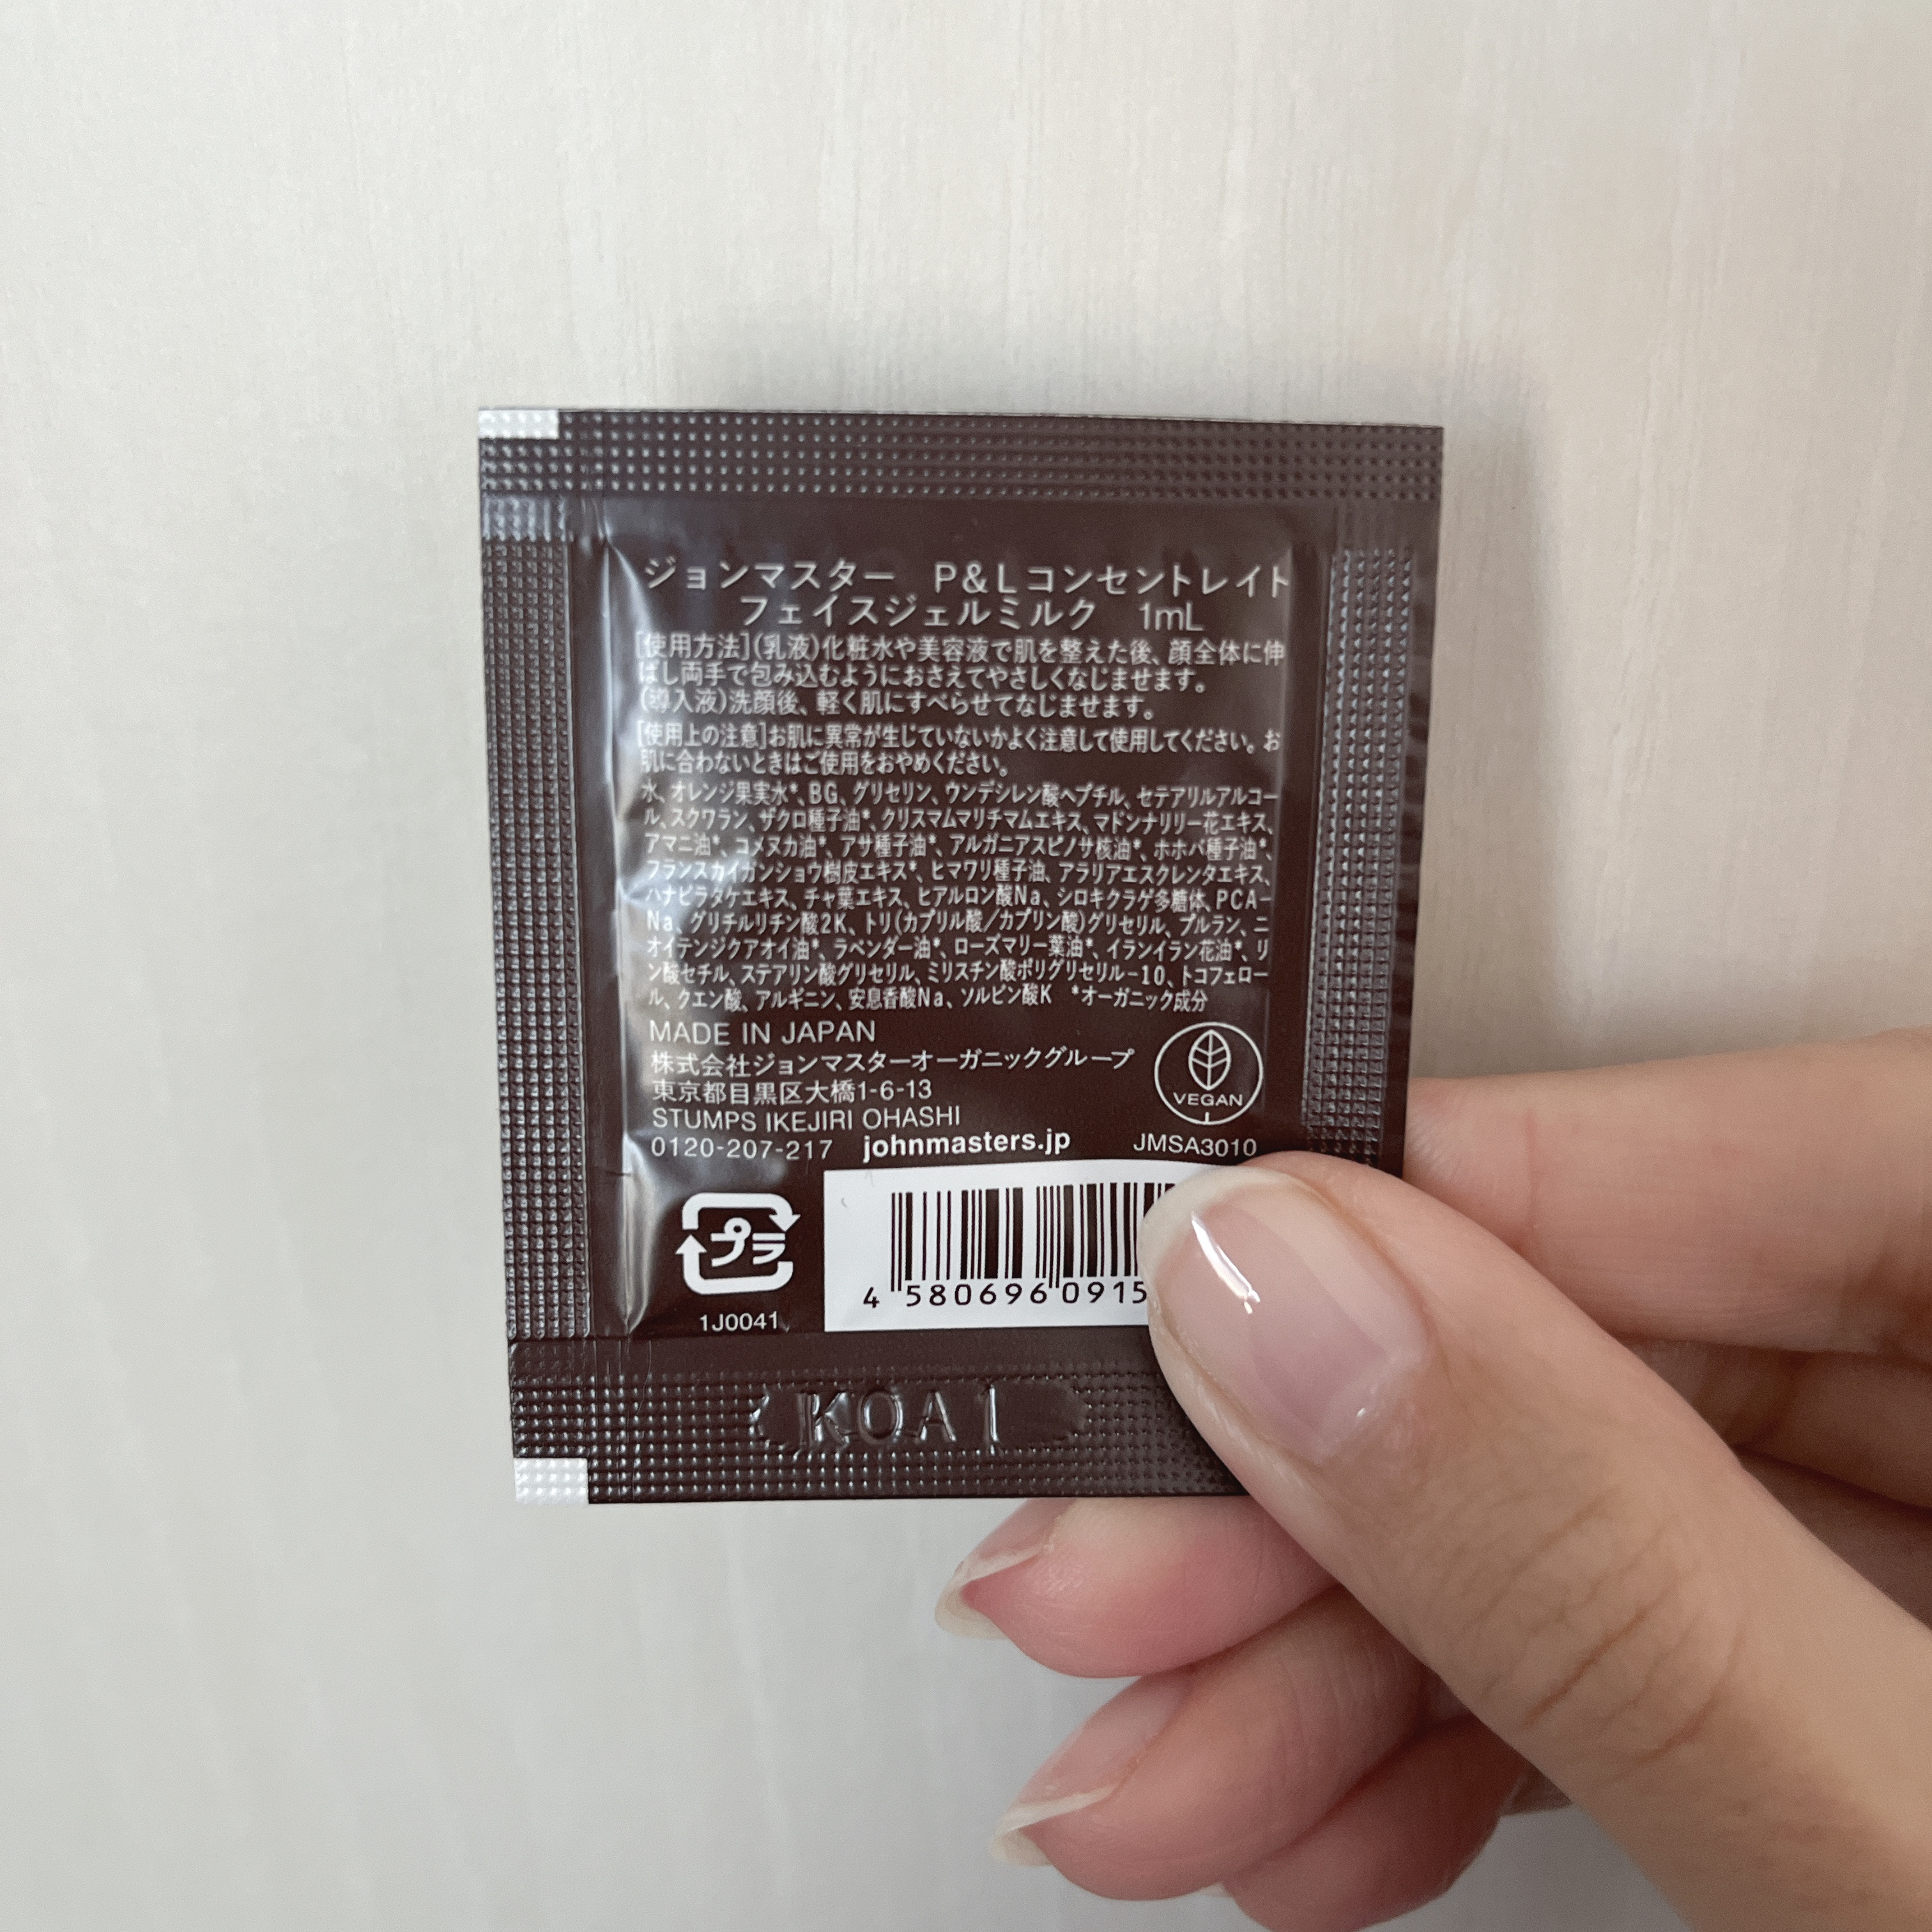 ジョンマスター P&Lコンセントレイト
フェイスジェルミルク 1mL
[使用方法](乳液)化粧水や美容液で肌を整えた後、顔全体に伸
ばし両手で包み込むようにおさえてやさしくなじませます。
(導入液)洗顔後、軽く肌にすべらせてなじませます。
[使用上の注意]お肌に異常が生じていないかよく注意して使用してください。お
肌に合わないときはご使用をおやめください。
水、オレンジ果実水*、BG、グリセリン、ウンデシレン酸ヘプチル、セテアリルアルコー
ル、スクワラン、ザクロ種子油*、クリスマムマリチマムエキス、マドンナリリー花エキス、
アマニ油*、コメヌカ油*、アサ種子油*、アルガニアスピノサ核油*、ホホバ種子油*、
フランスカイガンショウ樹皮エキス*、ヒマワリ種子油、アラリアエスクレンタエキス、
ハナビラタケエキス、チャ葉エキス、ヒアルロン酸Na、シロキクラゲ多糖体、PCA-
Na、グリチルリチン酸2K、トリ(カプリル酸/カプリン酸)グリセリル、プルラン、ニ
オイテンジクアオイ油*、ラベンダー油*、ローズマリー葉油*、イランイラン花油*、リ
ン酸セチル、ステアリン酸グリセリル、ミリスチン酸ポリグリセリル-10、トコフェロー
ル、クエン酸、アルギニン、安息香酸Na、ソルビン酸K *オーガニック成分
MADE IN JAPAN
株式会社ジョンマスターオーガニックグループ
東京都目黒区大橋1-6-13
STUMPS IKEJIRI OHASHI
VEGAN
0120-207-217 johnmasters.jp JMSA3010
プラ
4 580696 0915
1J0041
KOA1